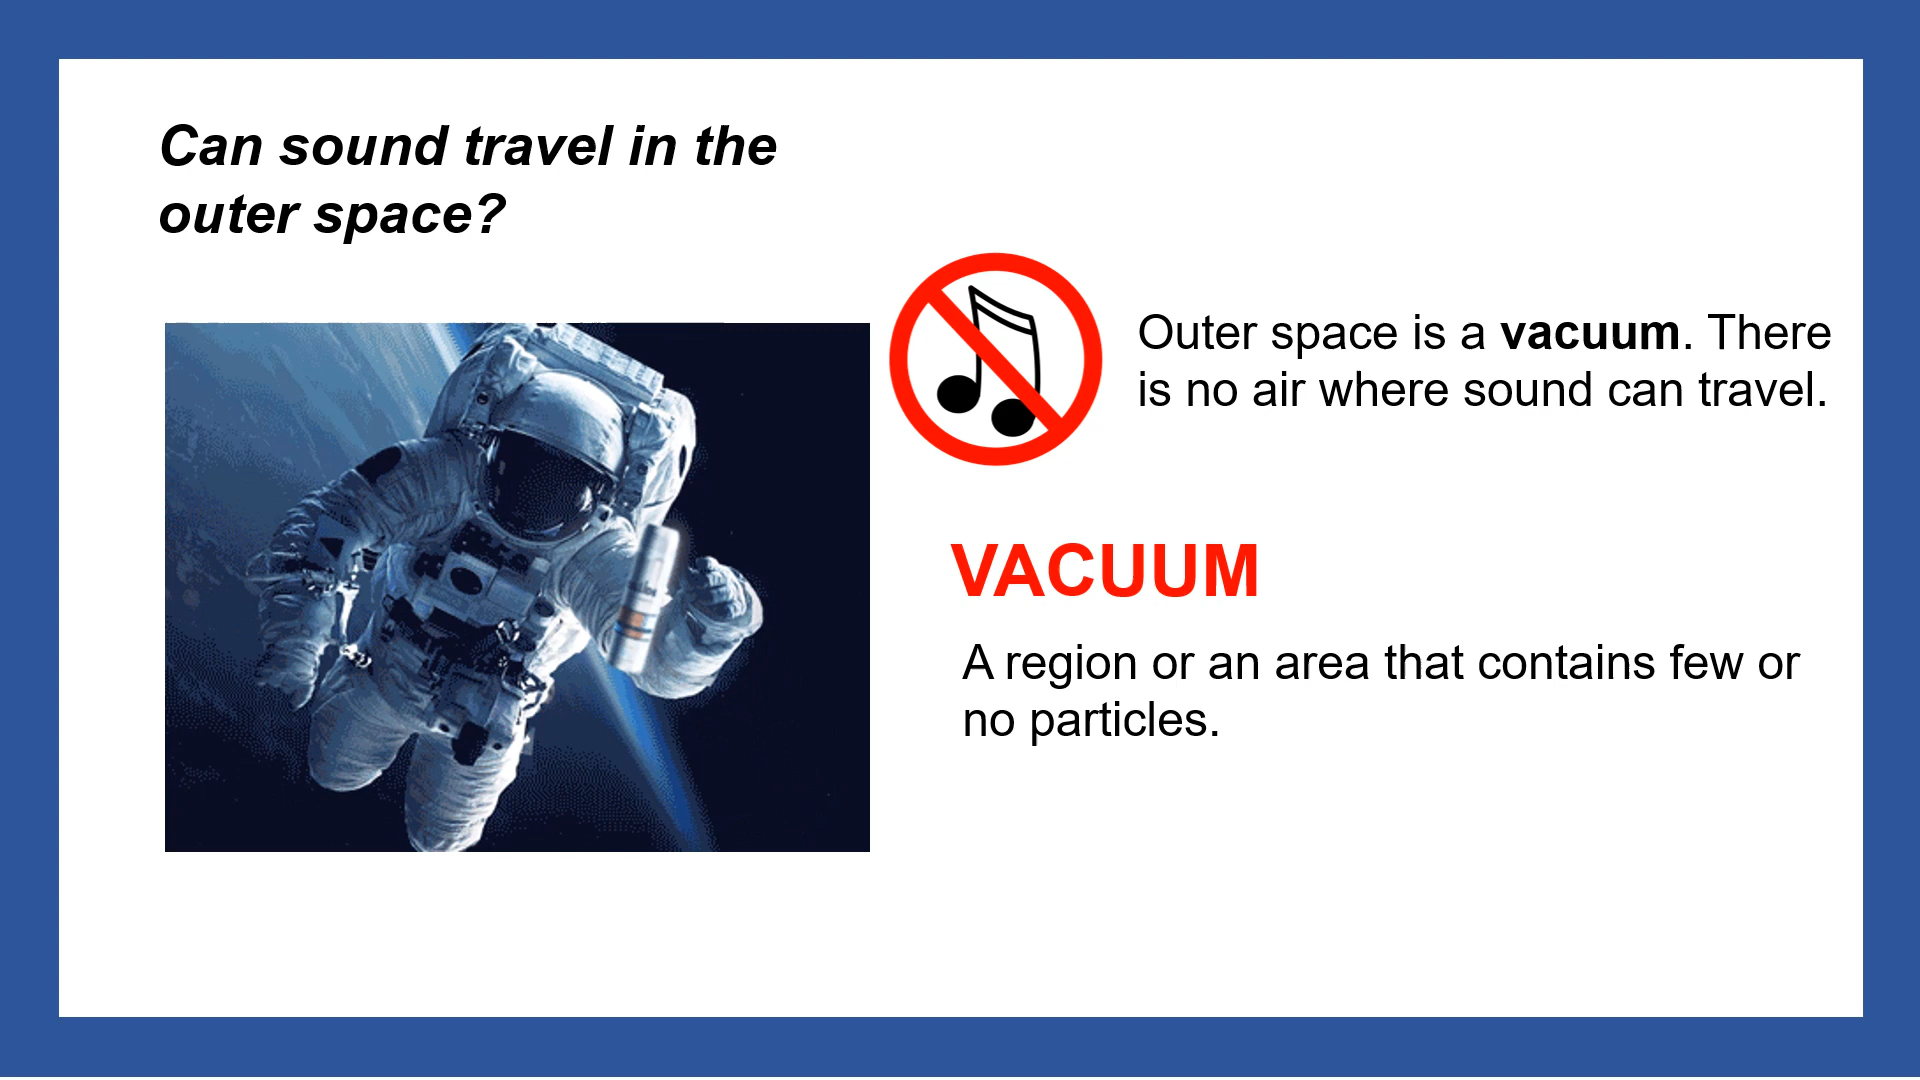 Can sound travel in the
outer space?
Outer space is a vacuum. There
is no air where sound can travel.
VACUUM
A region or an area that contains few or
no particles.